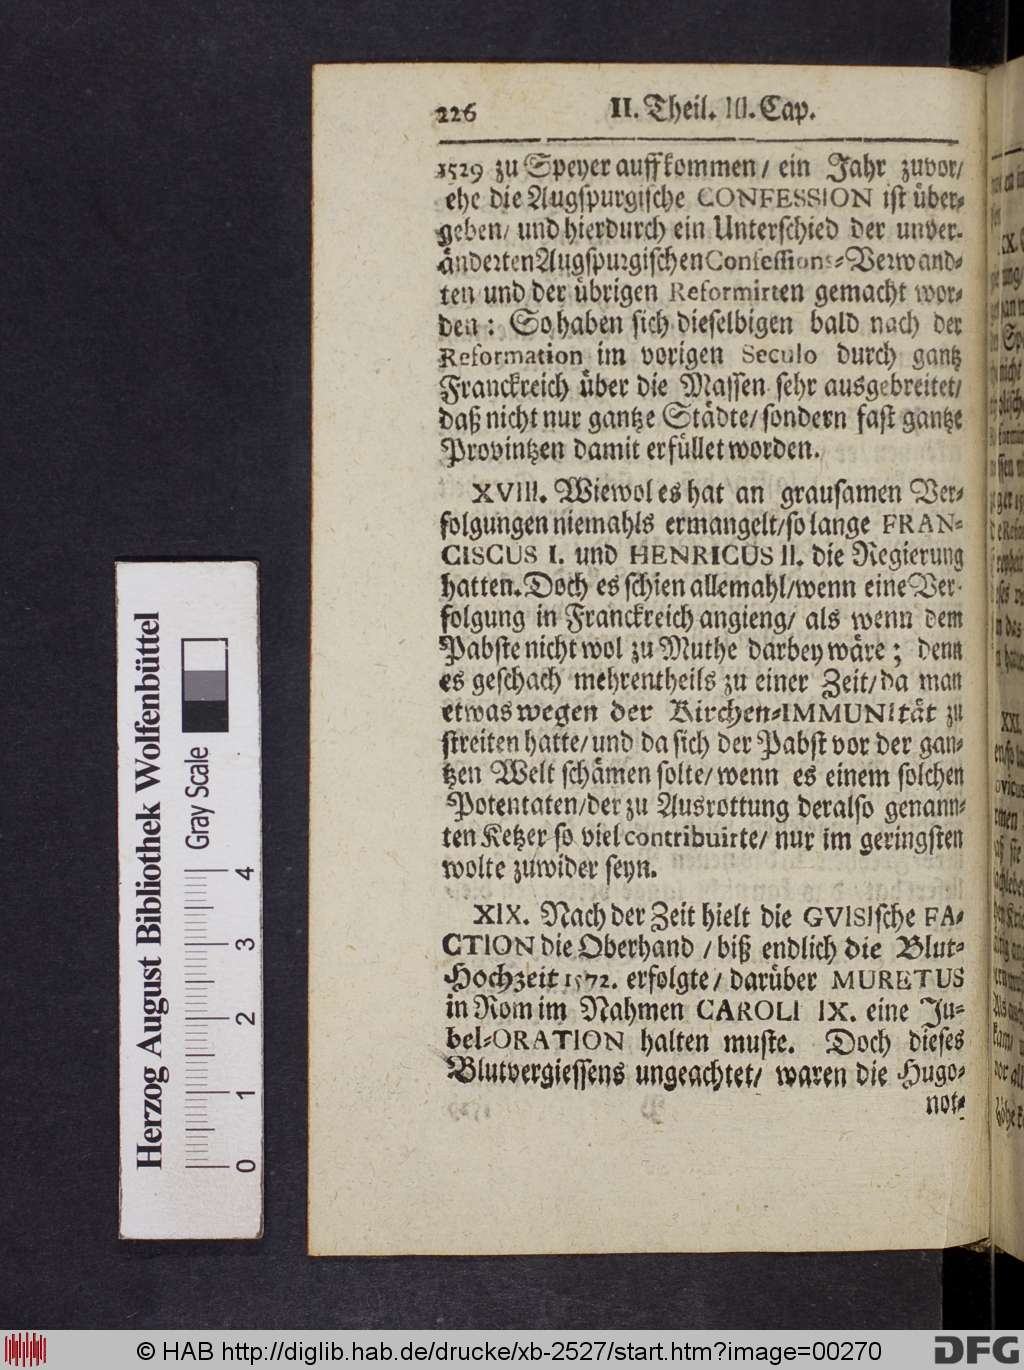 226 II. Theil. III. Cap.
1529 zu Speyer auffkommen/ ein Jahr zuvor/
ehe die Augspurgische CONFESSION ist über-
geben/ und hierdurch ein Unterschied der unver-
änderten Augspurgischen Confessions-Verwand-
ten und der übrigen Reformirten gemacht wor-
den: So haben sich dieselbigen bald nach der
Reformation im vorigen Seculo durch gantz
Franckreich über die Massen sehr ausgebreitet/
daß nicht nur gantze Städte/ sondern fast gantze
Provintzen damit erfüllet worden.
XVIII. Wiewol es hat an grausamen Ver-
folgungen niemahls ermangelt/ so lange FRAN-
CISCUS I. und HENRICUS II. die Regierung
hatten. Doch es schien allemahl/ wenn eine Ver-
folgung in Franckreich angieng/ als wenn dem
Pabste nicht wol zu Muthe darbey wäre; denn
es geschach mehrentheils zu einer Zeit/ da man
etwas wegen der Kirchen-IMMUNItät zu
streiten hatte/ und da sich der Pabst vor der gan-
tzen Welt schämen solte/ wenn es einem solchen
Potentaten/ der zu Ausrottung der also genann-
ten Ketzer so viel contribuirte/ nur im geringsten
wolte zuwider seyn.
XIX. Nach der Zeit hielt die GVISIsche FA-
CTION die Oberhand / biß endlich die Blut-
Hochzeit 1572. erfolgte/ darüber MURETUS
in Rom im Nahmen CAROLI IX. eine Ju-
bel-ORATION halten muste. Doch dieses
Blutvergiessens ungeachtet/ waren die Hugo-
not-
Herzog August Bibliothek Wolfenbüttel
Gray Scale
0 1 2 3 4
© HAB http://diglib.hab.de/drucke/xb-2527/start.htm?image=00270
DFG